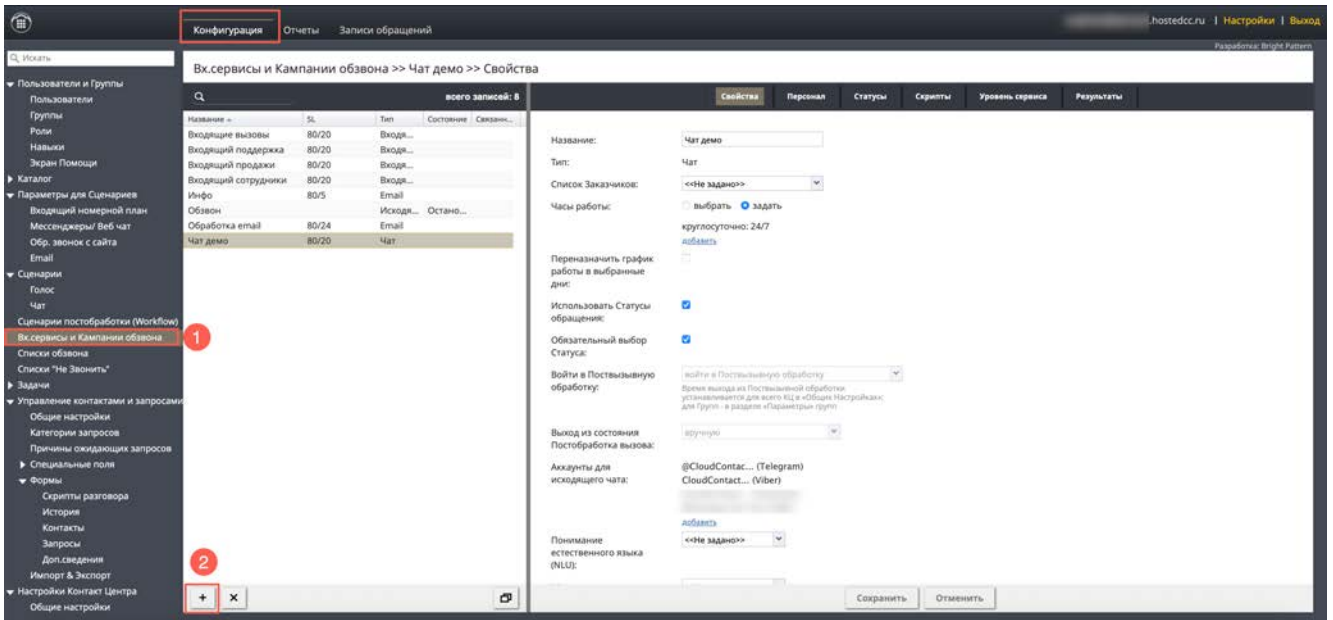 Конфигурация Отчеты Записи обращений
.hostedcc.ru | Настройки | Выход
Разработка: Bright Pattern
Искать
Пользователи и Группы
Пользователи
Группы
Роли
Навыки
Экран Помощи
Каталог
Параметры для Сценариев
Входящий номерной план
Мессенджеры/ Веб чат
Обр. звонок с сайта
Email
Сценарии
Голос
Чат
Сценарии постобработки (Workflow)
Вх.сервисы и Кампании обзвона
1
Списки обзвона
Списки "Не Звонить"
Задачи
Управление контактами и запросами
Общие настройки
Категории запросов
Причины ожидающих запросов
Специальные поля
Формы
Скрипты разговора
История
Контакты
Запросы
Доп.сведения
Импорт & Экспорт
Настройки Контакт Центра
Общие настройки
Вх.сервисы и Кампании обзвона >> Чат демо >> Свойства
всего записей: 8
Название SL Тип Состояние Связанн...
Входящие вызовы 80/20 Входя...
Входящий поддержка 80/20 Входя...
Входящий продажи 80/20 Входя...
Входящий сотрудники 80/20 Входя...
Инфо 80/5 Email
Обзвон Исходя... Остано...
Обработка email 80/24 Email
Чат демо 80/20 Чат
2
+ x
Свойства Персонал Статусы Скрипты Уровень сервиса Результаты
Название: Чат демо
Тип: Чат
Список Заказчиков: <<Не задано>>
Часы работы: выбрать задать
круглосуточно: 24/7
добавить
Переназначить график
работы в выбранные
дни:
Использовать Статусы
обращения:
Обязательный выбор
Статуса:
Войти в Поствызывную войти в Поствызывную обработку
обработку:
Время выхода из Поствызывной обработки
устанавливается для всего КЦ в «Общих Настройках»;
для Групп - в разделе «Параметры» групп
Выход из состояния вручную
Постобработка вызова:
Аккаунты для @CloudContac... (Telegram)
исходящего чата: CloudContact... (Viber)
добавить
Понимание <<Не задано>>
естественного языка
(NLU):
Сохранить Отменить